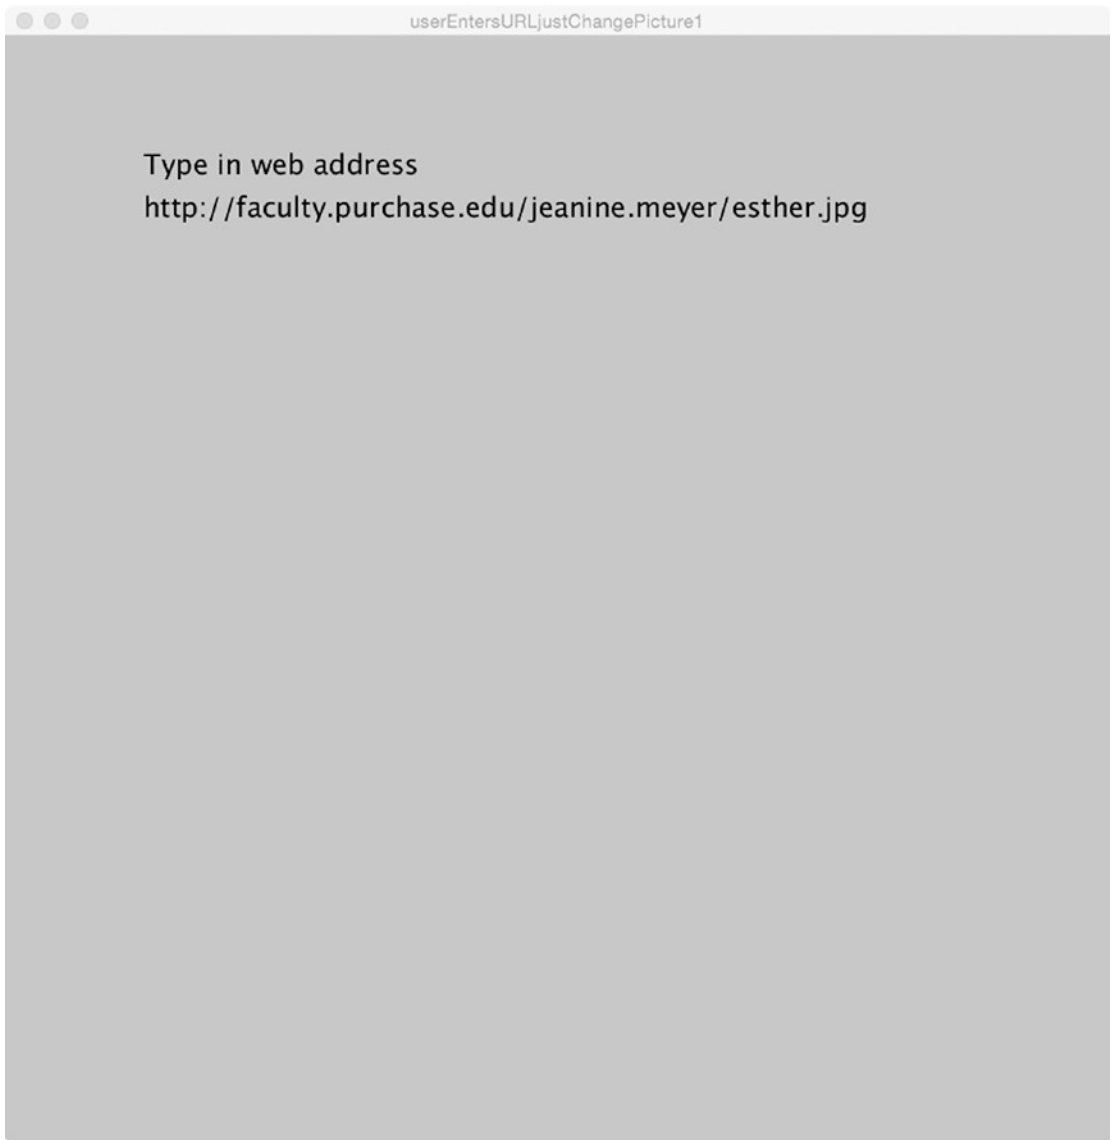 userEntersURLjustChangePicture1
Type in web address
http://faculty.purchase.edu/jeanine.meyer/esther.jpg